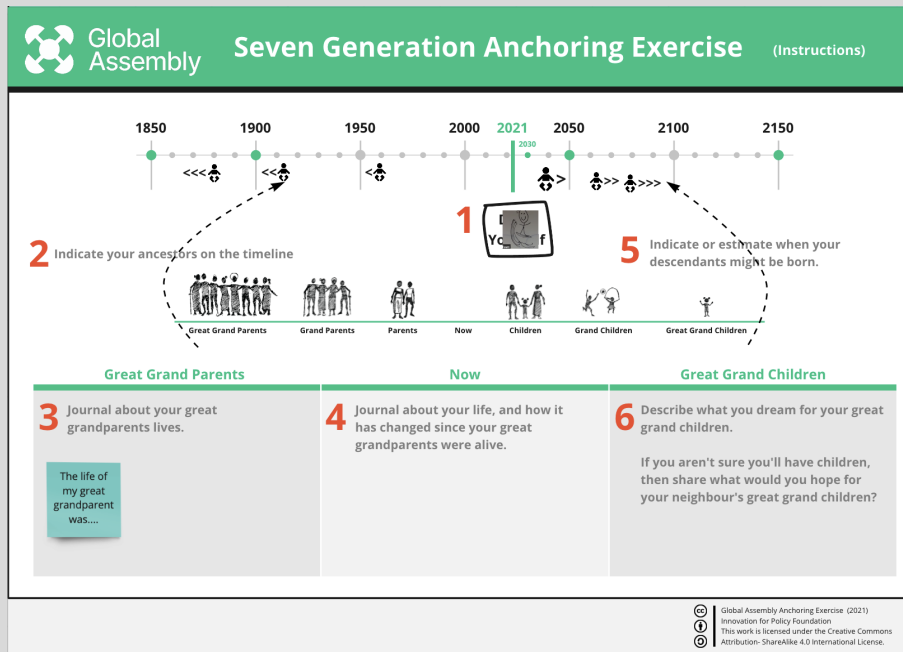 Global
Assembly
Seven Generation Anchoring Exercise
(Instructions)
1850
1900
1950
2000
2021
2050
2100
2150
2030
<<<
<<
<
>
>>
>>>
1
2 Indicate your ancestors on the timeline
5 Indicate or estimate when your
descendants might be born.
Great Grand Parents
Grand Parents
Parents
Now
Children
Grand Children
Great Grand Children
Great Grand Parents
Now
Great Grand Children
3 Journal about your great
grandparents lives.
The life of
my great
grandparent
was....
4 Journal about your life, and how it
has changed since your great
grandparents were alive.
6 Describe what you dream for your great
grand children.
If you aren't sure you'll have children,
then share what would you hope for
your neighbour's great grand children?
cc
Global Assembly Anchoring Exercise (2021)
Innovation for Policy Foundation
This work is licensed under the Creative Commons
Attribution- ShareAlike 4.0 International License.